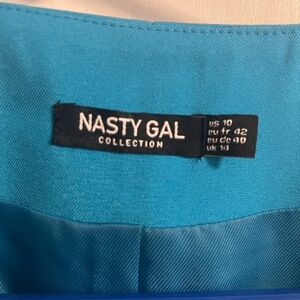 NASTY GAL
COLLECTION
us 10
eu fr 42
eu de 40
uk 14